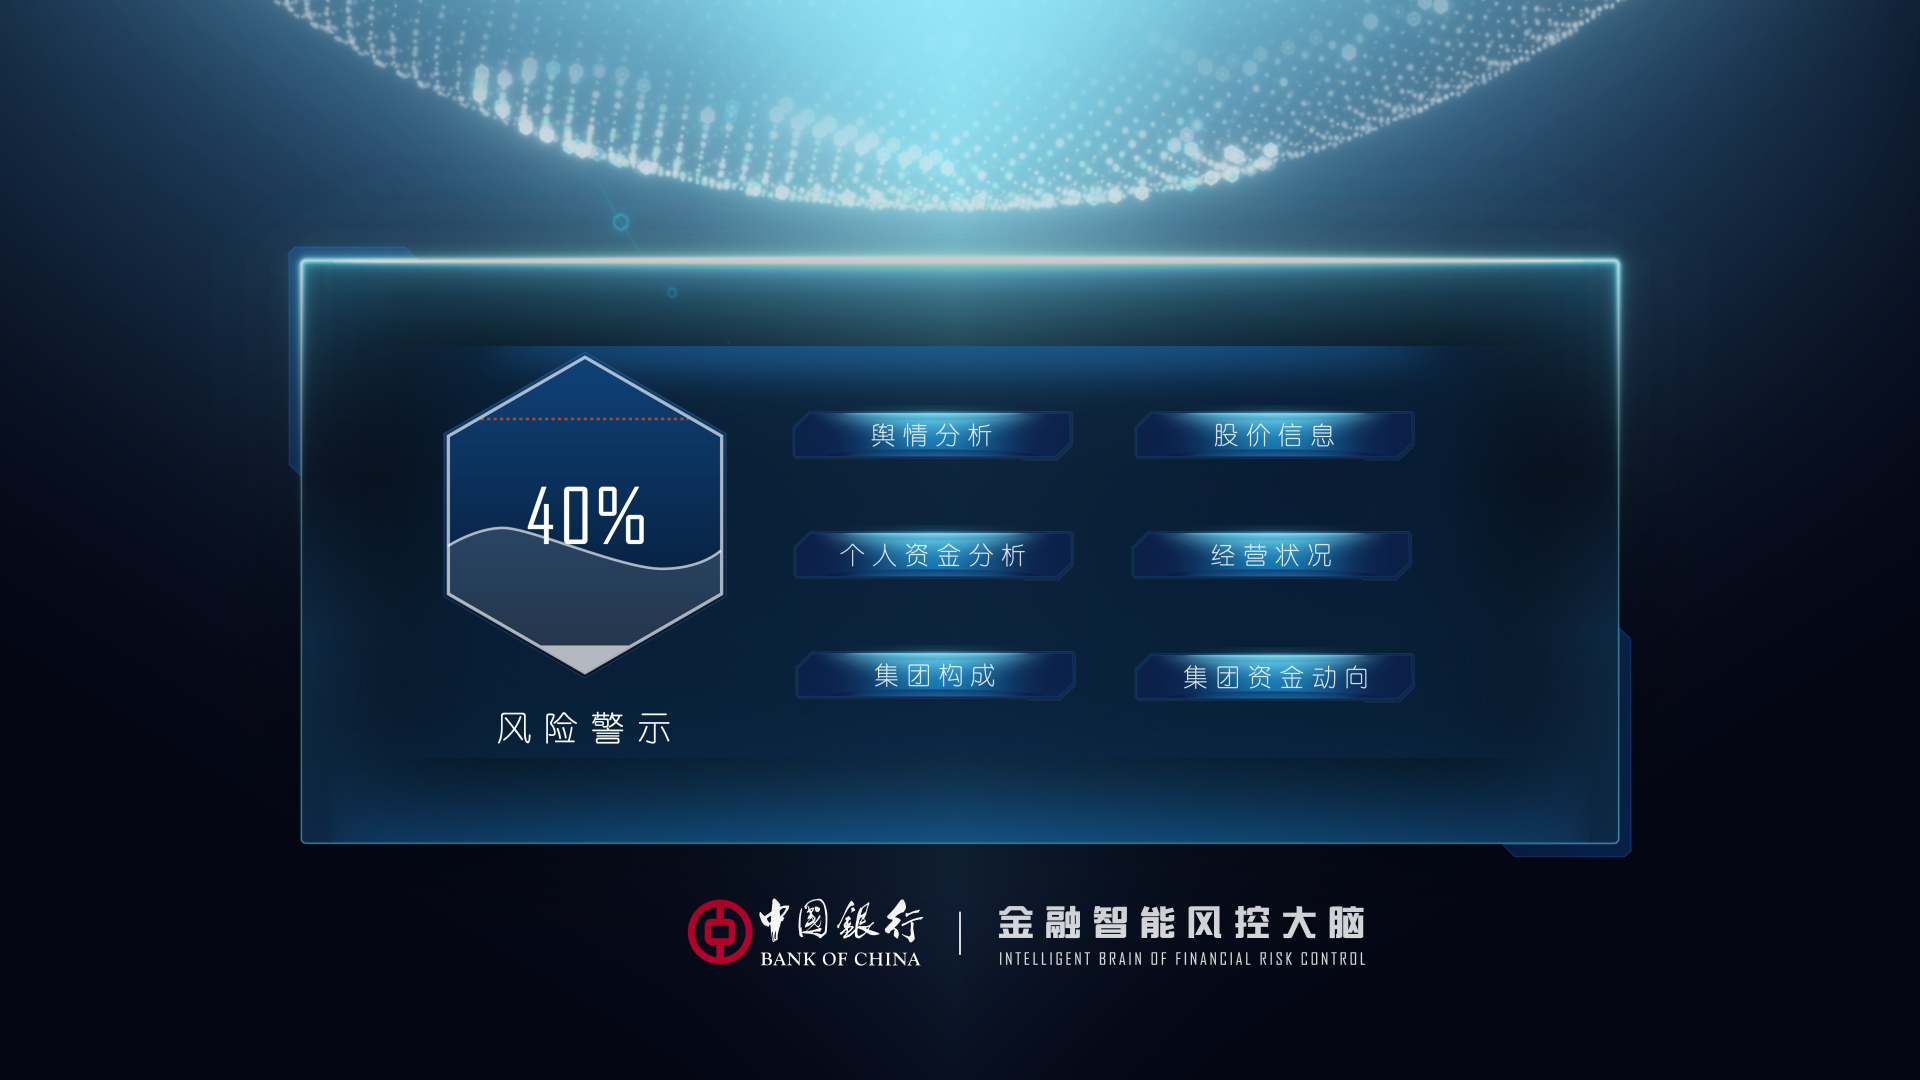 40%
风险警示
舆情分析
股价信息
个人资金分析
经营状况
集团构成
集团资金动向
中國銀行
BANK OF CHINA
金融智能风控大脑
INTELLIGENT BRAIN OF FINANCIAL RISK CONTROL